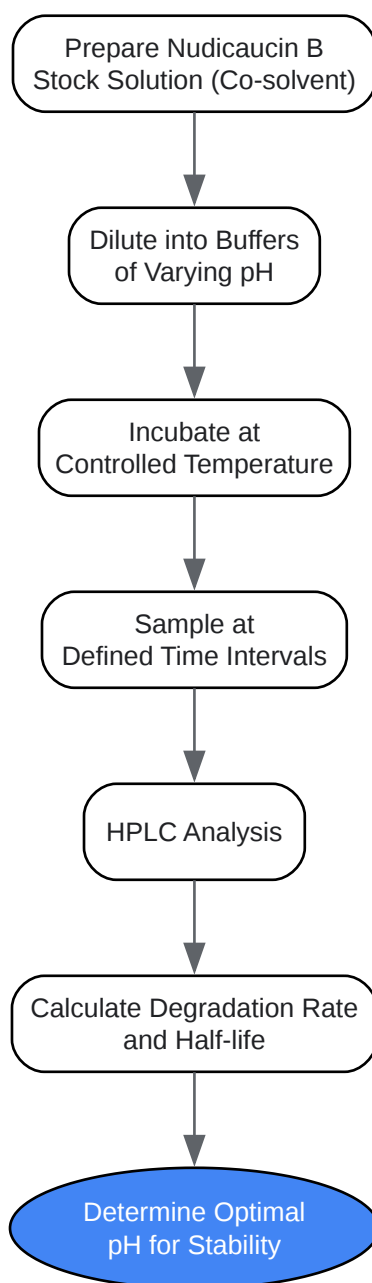 Prepare Nudicaucin B
Stock Solution (Co-solvent)
Dilute into Buffers
of Varying pH
Incubate at
Controlled Temperature
Sample at
Defined Time Intervals
HPLC Analysis
Calculate Degradation Rate
and Half-life
Determine Optimal
pH for Stability